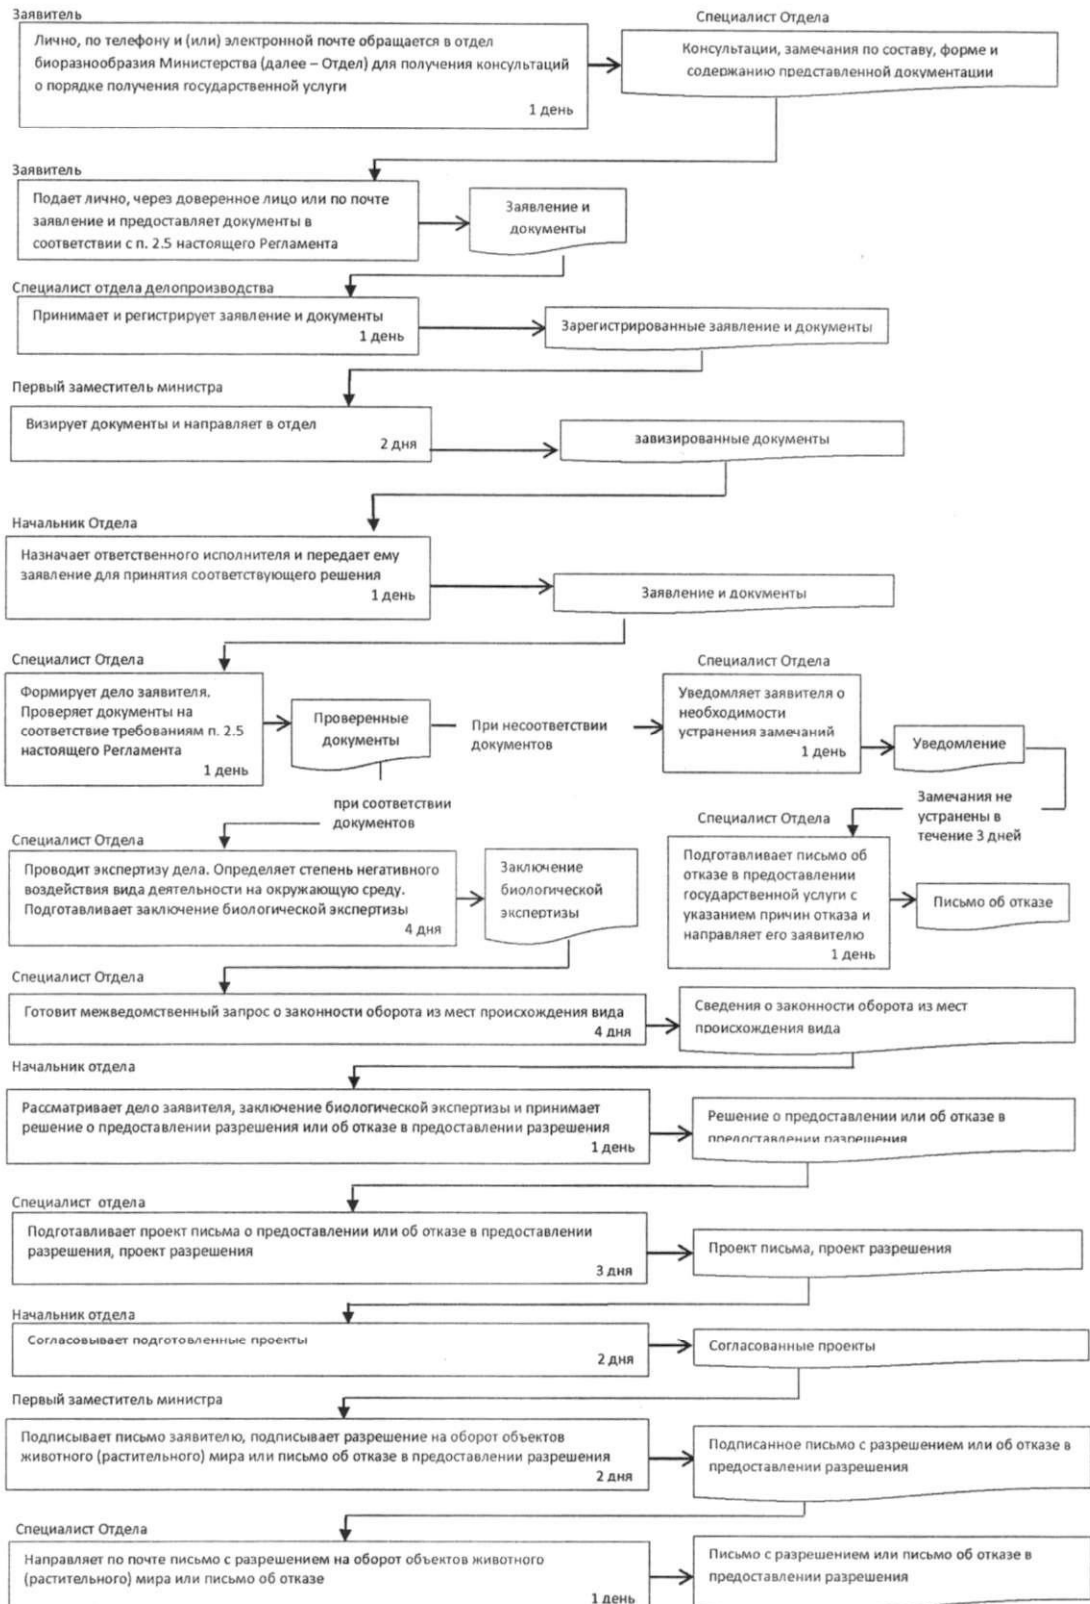 Заявитель
Лично, по телефону и (или) электронной почте обращается в отдел
биоразнообразия Министерства (далее – Отдел) для получения консультаций
о порядке получения государственной услуги
1 день
Специалист Отдела
Консультации, замечания по составу, форме и
содержанию представленной документации
Заявитель
Подает лично, через доверенное лицо или по почте
заявление и предоставляет документы в
соответствии с п. 2.5 настоящего Регламента
Заявление и
документы
Специалист отдела делопроизводства
Принимает и регистрирует заявление и документы
1 день
Зарегистрированные заявление и документы
Первый заместитель министра
Визирует документы и направляет в отдел
2 дня
завизированные документы
Начальник Отдела
Назначает ответственного исполнителя и передает ему
заявление для принятия соответствующего решения
1 день
Заявление и документы
Специалист Отдела
Формирует дело заявителя.
Проверяет документы на
соответствие требованиям п. 2.5
настоящего Регламента
1 день
Проверенные
документы
При несоответствии
документов
Специалист Отдела
Уведомляет заявителя о
необходимости
устранения замечаний
1 день
Уведомление
при соответствии
документов
Замечания не
устранены в
течение 3 дней
Специалист Отдела
Проводит экспертизу дела. Определяет степень негативного
воздействия вида деятельности на окружающую среду.
Подготавливает заключение биологической экспертизы
4 дня
Заключение
биологической
экспертизы
Специалист Отдела
Подготавливает письмо об
отказе в предоставлении
государственной услуги с
указанием причин отказа и
направляет его заявителю
1 день
Письмо об отказе
Специалист Отдела
Готовит межведомственный запрос о законности оборота из мест происхождения вида
4 дня
Сведения о законности оборота из мест
происхождения вида
Начальник отдела
Рассматривает дело заявителя, заключение биологической экспертизы и принимает
решение о предоставлении разрешения или об отказе в предоставлении разрешения
1 день
Решение о предоставлении или об отказе в
предоставлении разрешения
Специалист отдела
Подготавливает проект письма о предоставлении или об отказе в предоставлении
разрешения, проект разрешения
3 дня
Проект письма, проект разрешения
Начальник отдела
Согласовывает подготовленные проекты
2 дня
Согласованные проекты
Первый заместитель министра
Подписывает письмо заявителю, подписывает разрешение на оборот объектов
животного (растительного) мира или письмо об отказе в предоставлении разрешения
2 дня
Подписанное письмо с разрешением или об отказе в
предоставлении разрешения
Специалист Отдела
Направляет по почте письмо с разрешением на оборот объектов животного
(растительного) мира или письмо об отказе
1 день
Письмо с разрешением или письмо об отказе в
предоставлении разрешения